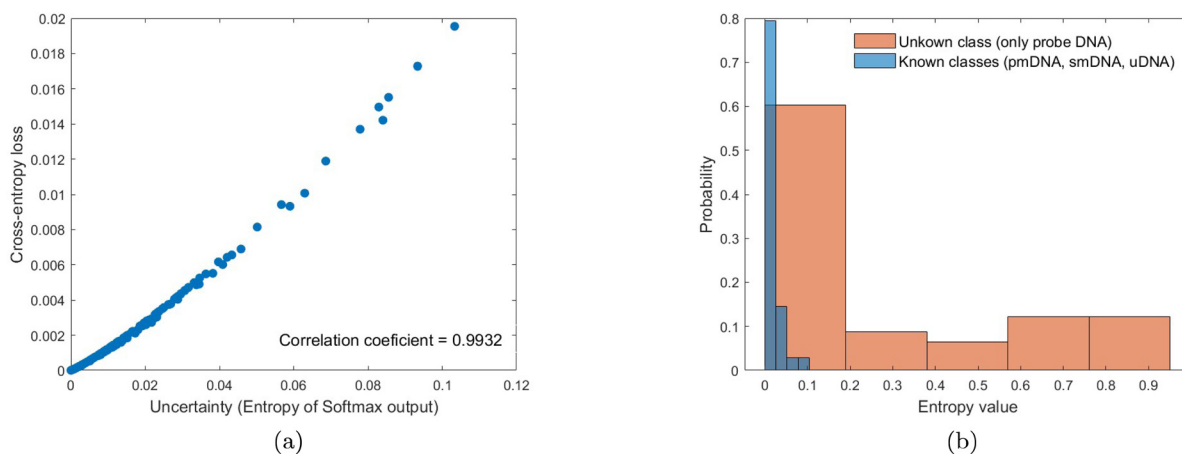 0.02
0.018
0.016
0.014
0.012
0.01
0.008
0.006
0.004
0.002
0
Cross-entropy loss
Correlation coeficient = 0.9932
0 0.02 0.04 0.06 0.08 0.1 0.12
Uncertainty (Entropy of Softmax output)
(a)
0.8
0.7
0.6
0.5
0.4
0.3
0.2
0.1
0
Probability
Unkown class (only probe DNA)
Known classes (pmDNA, smDNA, uDNA)
0 0.1 0.2 0.3 0.4 0.5 0.6 0.7 0.8 0.9
Entropy value
(b)